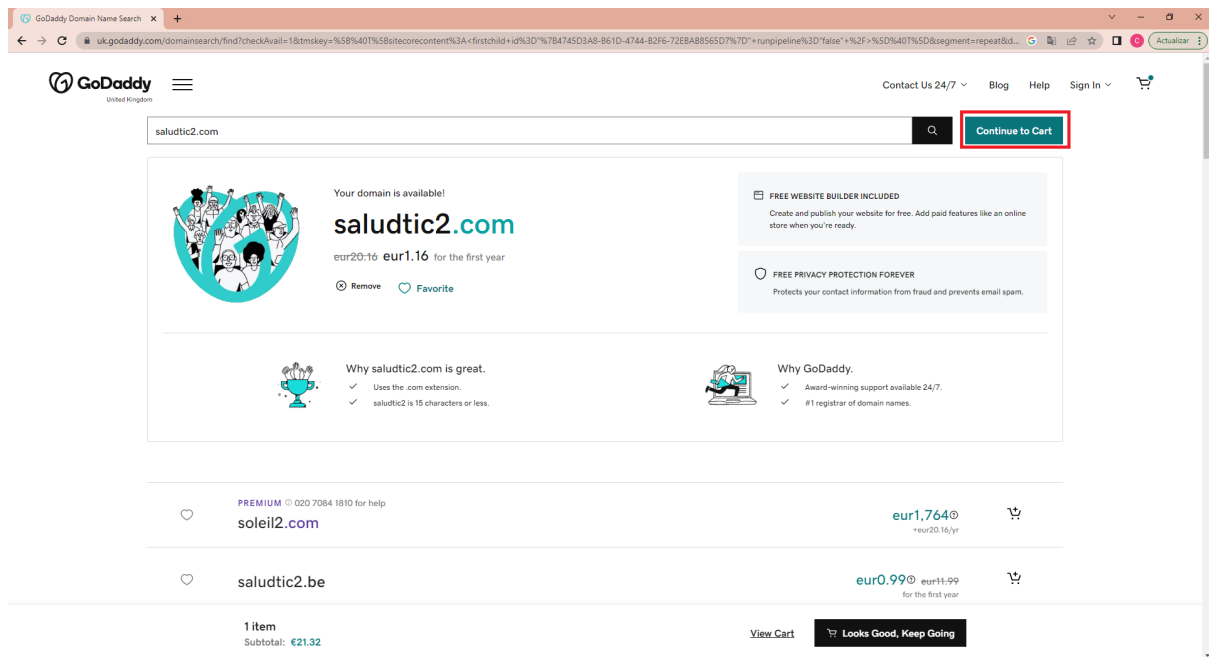 GoDaddy Domain Name Search
uk.godaddy.com/domainsearch/find?checkAvail=1&tmskey=%5B%40T%5Bsitecorecontent%3A<firstchild+id%3D"%7B4745D3A8-B61D-4744-B2F6-72EBA88565D7%7D"+runpipeline%3D"false"+%2F>%5D%40T%5D&segment=repeat&d...
Actualizar
GoDaddy
United Kingdom
Contact Us 24/7 Blog Help Sign In
saludtic2.com
Continue to Cart
Your domain is available!
saludtic2.com
eur20.16 eur1.16 for the first year
Remove Favorite
FREE WEBSITE BUILDER INCLUDED
Create and publish your website for free. Add paid features like an online
store when you're ready.
FREE PRIVACY PROTECTION FOREVER
Protects your contact information from fraud and prevents email spam.
Why saludtic2.com is great.
Uses the .com extension.
saludtic2 is 15 characters or less.
Why GoDaddy.
Award-winning support available 24/7.
#1 registrar of domain names.
PREMIUM 020 7084 1810 for help
soleil2.com
eur1,764
+eur20.16/yr
saludtic2.be
eur0.99 eur11.99
for the first year
1 item
Subtotal: €21.32
View Cart
Looks Good, Keep Going